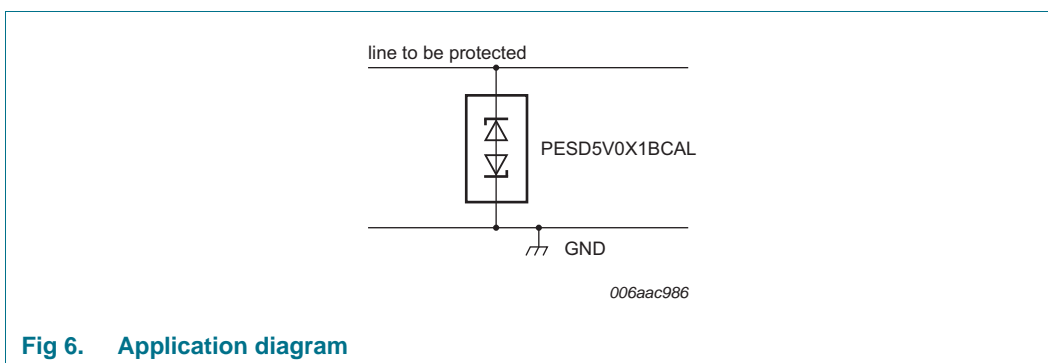 line to be protected
PESD5V0X1BCAL
GND
006aac986
Fig 6. Application diagram